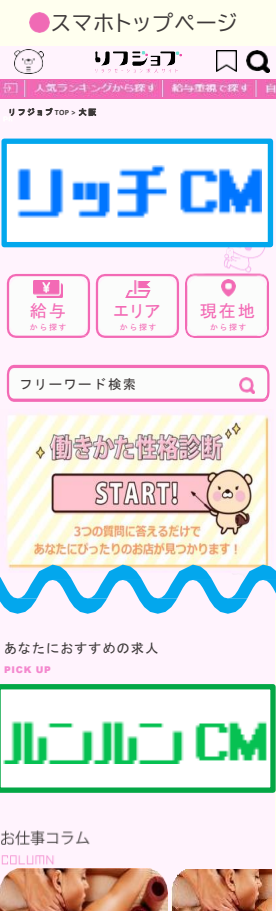 ●スマホトップページ
リフジョブ
人気ランキングから探す
給与重視で探す
自
リフジョブTOP > 大阪
リッチCM
給与
から探す
エリア
から探す
現在地
から探す
フリーワード検索
働きかた性格診断
START!
3つの質問に答えるだけで
あなたにぴったりのお店が見つかります！
あなたにおすすめの求人
PICK UP
ルンルンCM
お仕事コラム
COLUMN